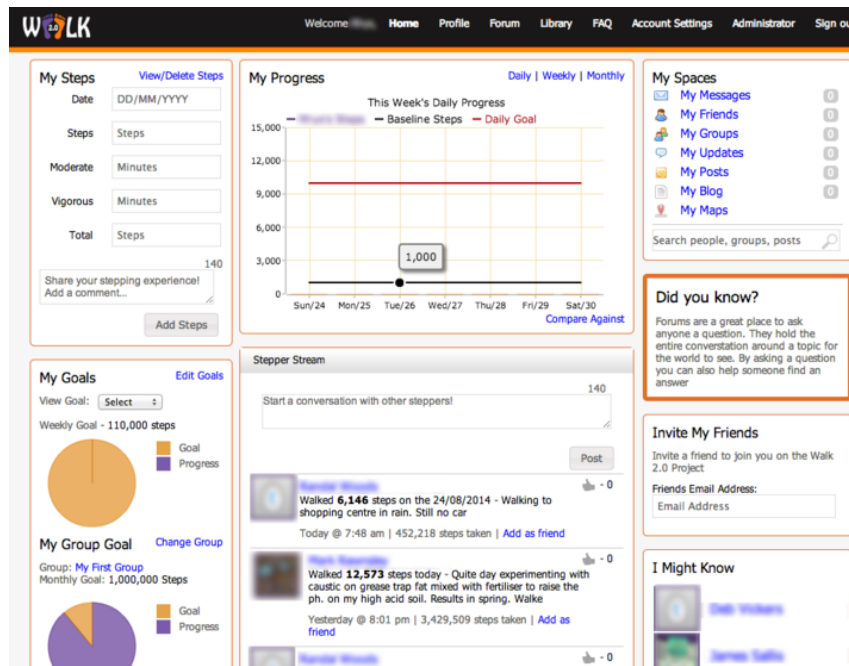 WALK 2.0
Welcome Home Profile Forum Library FAQ Account Settings Administrator Sign ou
My Steps View/Delete Steps
Date DD/MM/YYYY
Steps Steps
Moderate Minutes
Vigorous Minutes
Total Steps
140
Share your stepping experience!
Add a comment...
Add Steps
My Goals Edit Goals
View Goal: Select
Weekly Goal - 110,000 steps
Goal
Progress
My Group Goal Change Group
Group: My First Group
Monthly Goal: 1,000,000 Steps
Goal
Progress
My Progress Daily | Weekly | Monthly
This Week's Daily Progress
Baseline Steps Daily Goal
15,000
12,000
9,000
6,000
3,000
0
1,000
Sun/24 Mon/25 Tue/26 Wed/27 Thu/28 Fri/29 Sat/30
Compare Against
Stepper Stream
140
Start a conversation with other steppers!
Post
- 0
Walked 6,146 steps on the 24/08/2014 - Walking to
shopping centre in rain. Still no car
Today @ 7:48 am | 452,218 steps taken | Add as friend
- 0
Walked 12,573 steps today - Quite day experimenting with
caustic on grease trap fat mixed with fertiliser to raise the
ph. on my high acid soil. Results in spring. Walke
Yesterday @ 8:01 pm | 3,429,509 steps taken | Add as
friend
- 0
My Spaces
My Messages 0
My Friends 0
My Groups 0
My Updates 0
My Posts 0
My Blog 0
My Maps
Search people, groups, posts
Did you know?
Forums are a great place to ask
anyone a question. They hold the
entire converstation around a topic for
the world to see. By asking a question
you can also help someone find an
answer
Invite My Friends
Invite a friend to join you on the Walk
2.0 Project
Friends Email Address:
Email Address
I Might Know